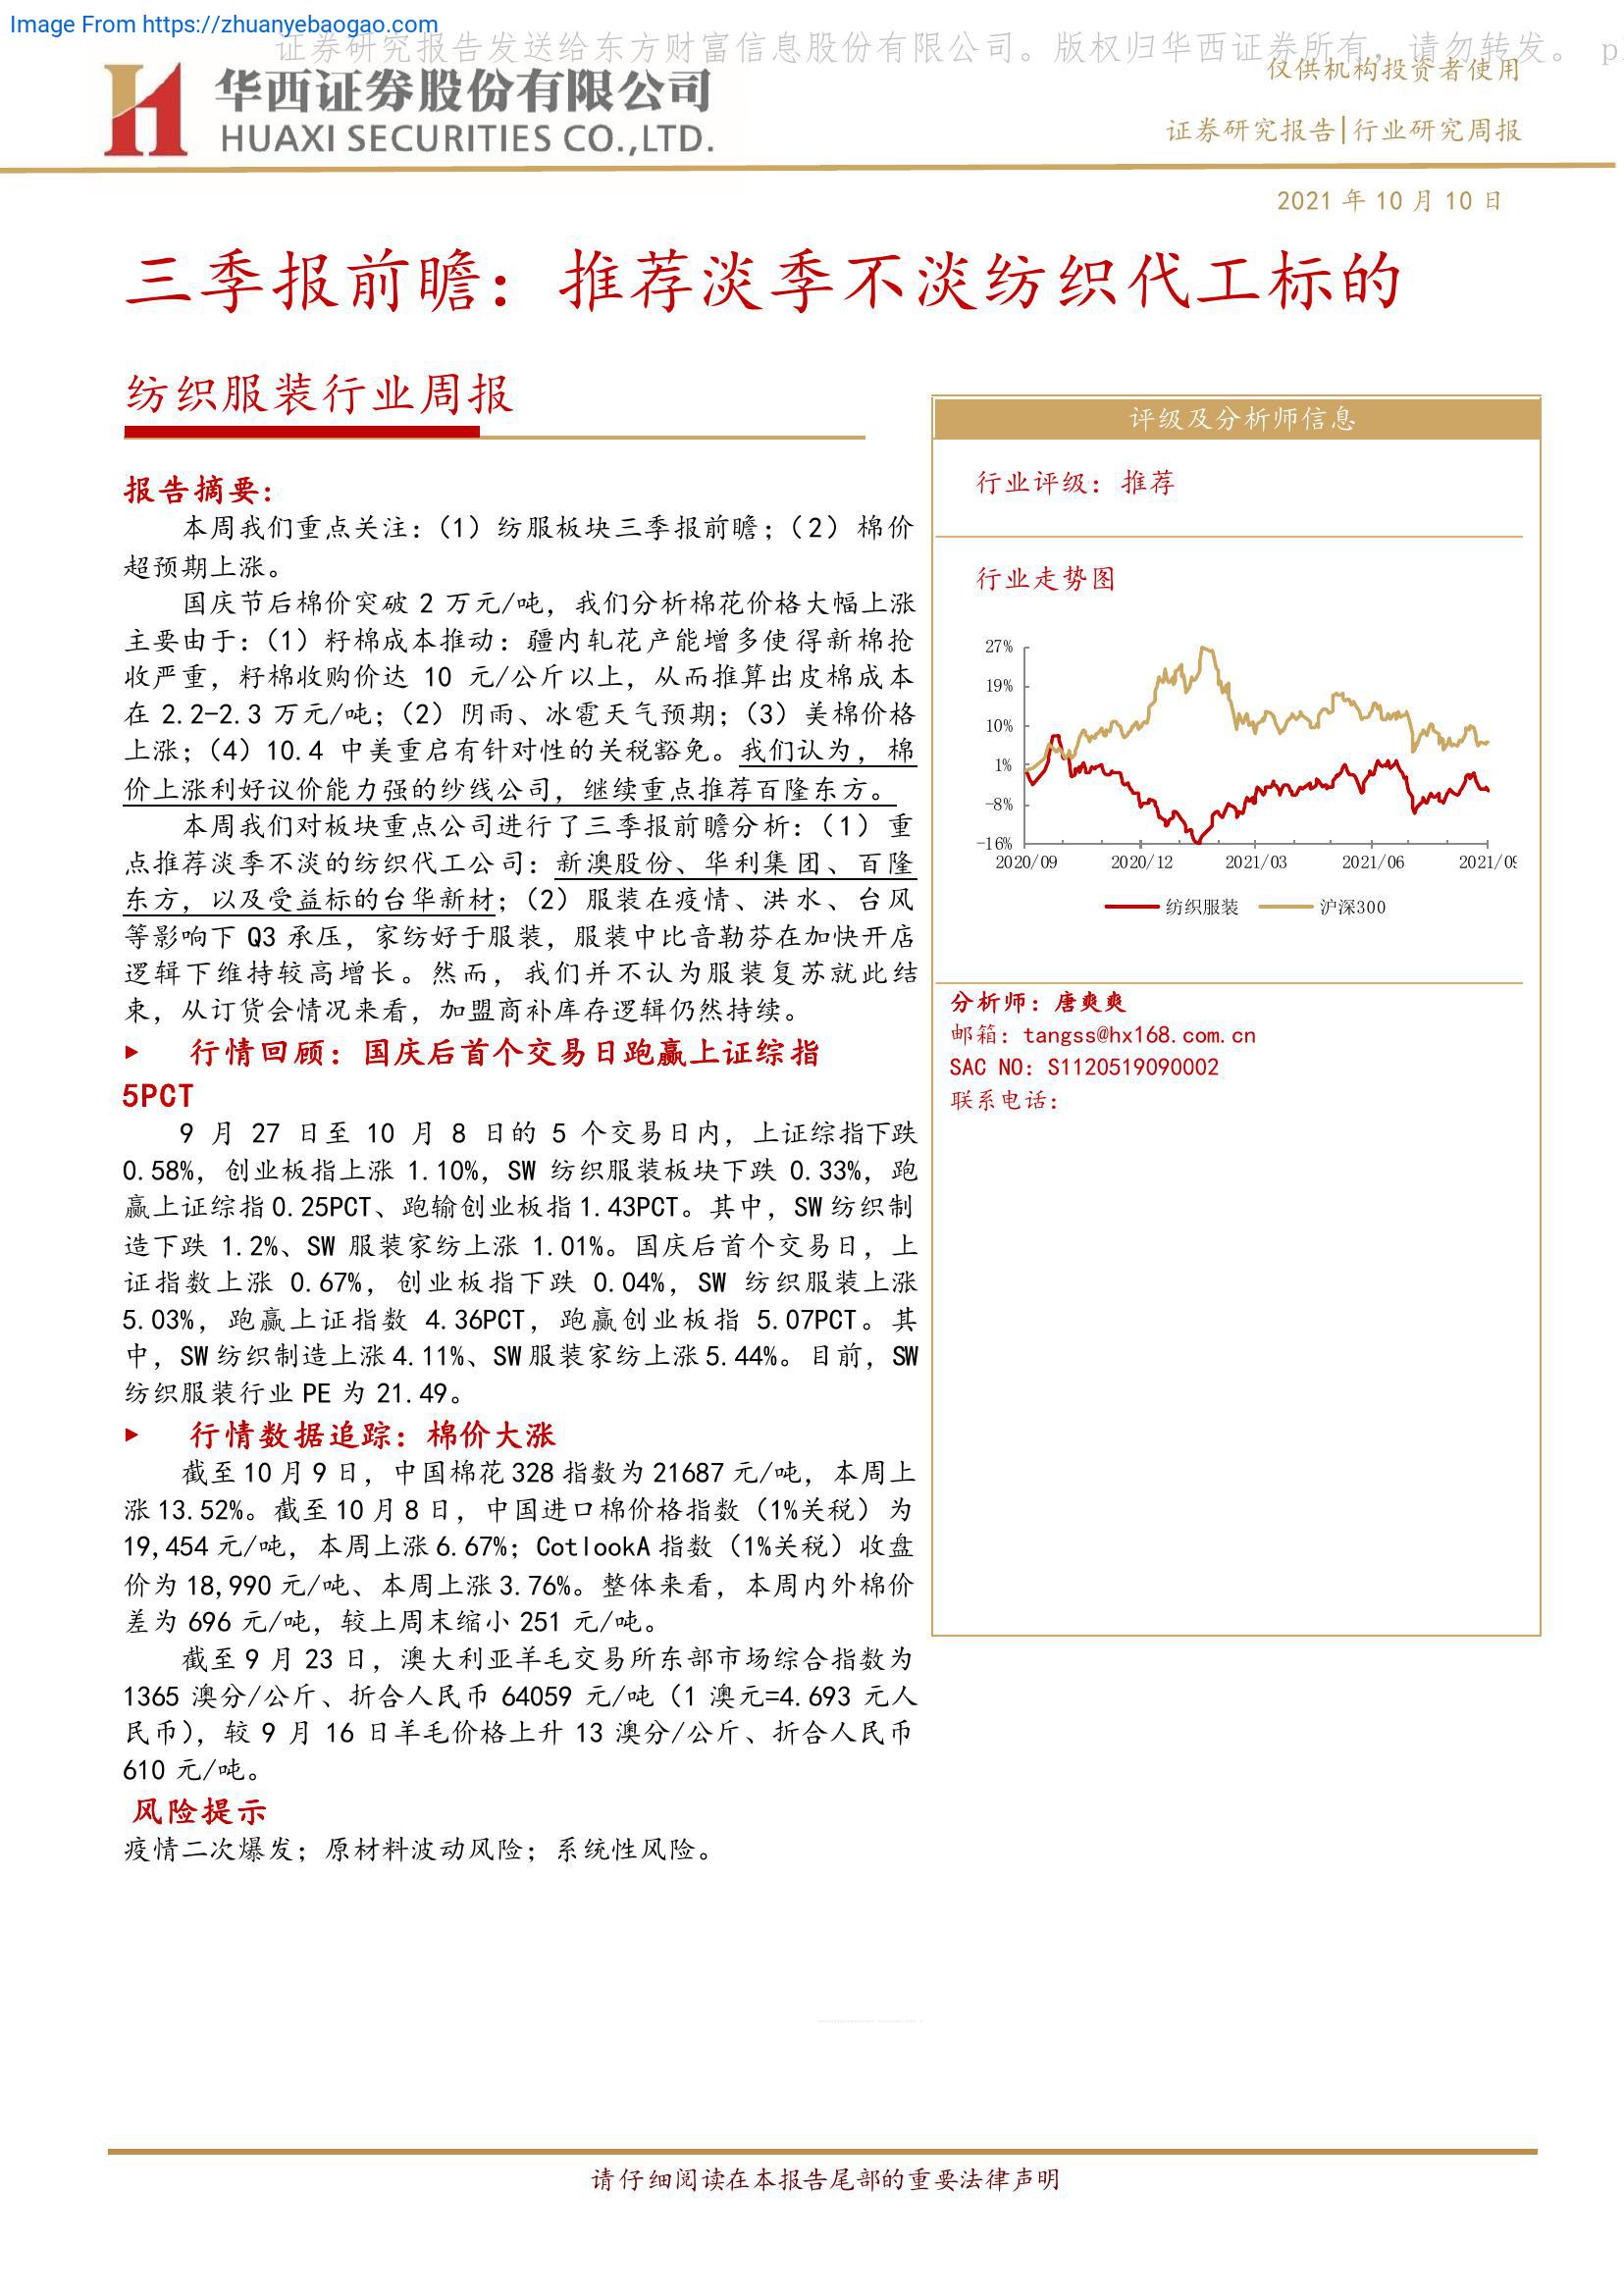 Image From https://zhuanyebaogao.com
证券研究报告发送给东方财富信息股份有限公司。版权归华西证券所有，请勿转发。 p
仅供机构投资者使用
华西证券股份有限公司
HUAXI SECURITIES CO.,LTD.
证券研究报告|行业研究周报
2021 年 10 月 10 日
三季报前瞻：推荐淡季不淡纺织代工标的
纺织服装行业周报
报告摘要：
本周我们重点关注：（1）纺服板块三季报前瞻；（2）棉价
超预期上涨。
国庆节后棉价突破 2 万元/吨，我们分析棉花价格大幅上涨
主要由于：（1）籽棉成本推动：疆内轧花产能增多使得新棉抢
收严重，籽棉收购价达 10 元/公斤以上，从而推算出皮棉成本
在 2.2-2.3 万元/吨；（2）阴雨、冰雹天气预期；（3）美棉价格
上涨；（4）10.4 中美重启有针对性的关税豁免。我们认为，棉
价上涨利好议价能力强的纱线公司，继续重点推荐百隆东方。
本周我们对板块重点公司进行了三季报前瞻分析：（1）重
点推荐淡季不淡的纺织代工公司：新澳股份、华利集团、百隆
东方，以及受益标的台华新材；（2）服装在疫情、洪水、台风
等影响下 Q3 承压，家纺好于服装，服装中比音勒芬在加快开店
逻辑下维持较高增长。然而，我们并不认为服装复苏就此结
束，从订货会情况来看，加盟商补库存逻辑仍然持续。
▶ 行情回顾：国庆后首个交易日跑赢上证综指
5PCT
9 月 27 日至 10 月 8 日的 5 个交易日内，上证综指下跌
0.58%，创业板指上涨 1.10%，SW 纺织服装板块下跌 0.33%，跑
赢上证综指 0.25PCT、跑输创业板指 1.43PCT。其中，SW 纺织制
造下跌 1.2%、SW 服装家纺上涨 1.01%。国庆后首个交易日，上
证指数上涨 0.67%，创业板指下跌 0.04%，SW 纺织服装上涨
5.03%，跑赢上证指数 4.36PCT，跑赢创业板指 5.07PCT。其
中，SW 纺织制造上涨 4.11%、SW 服装家纺上涨 5.44%。目前，SW
纺织服装行业 PE 为 21.49。
▶ 行情数据追踪：棉价大涨
截至 10 月 9 日，中国棉花 328 指数为 21687 元/吨，本周上
涨 13.52%。截至 10 月 8 日，中国进口棉价格指数（1%关税）为
19,454 元/吨，本周上涨 6.67%；CotlookA 指数（1%关税）收盘
价为 18,990 元/吨、本周上涨 3.76%。整体来看，本周内外棉价
差为 696 元/吨，较上周末缩小 251 元/吨。
截至 9 月 23 日，澳大利亚羊毛交易所东部市场综合指数为
1365 澳分/公斤、折合人民币 64059 元/吨（1 澳元=4.693 元人
民币），较 9 月 16 日羊毛价格上升 13 澳分/公斤、折合人民币
610 元/吨。
风险提示
疫情二次爆发；原材料波动风险；系统性风险。
评级及分析师信息
行业评级：推荐
行业走势图
27%
19%
10%
1%
-8%
-16%
2020/09 2020/12 2021/03 2021/06 2021/09
纺织服装 沪深300
分析师：唐爽爽
邮箱：tangss@hx168.com.cn
SAC NO：S1120519090002
联系电话：
请仔细阅读在本报告尾部的重要法律声明